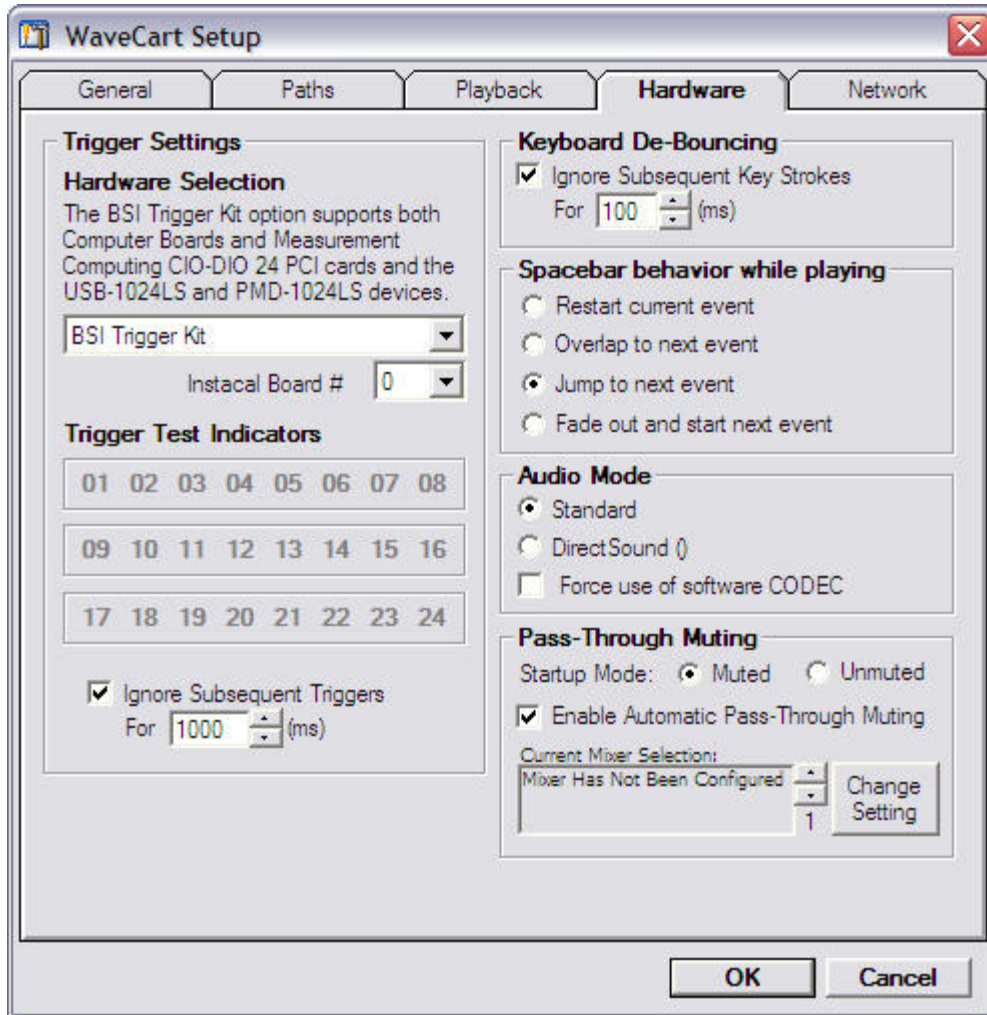 WaveCart Setup
General Paths Playback Hardware Network
Trigger Settings
Hardware Selection
The BSI Trigger Kit option supports both
Computer Boards and Measurement
Computing CIO-DIO 24 PCI cards and the
USB-1024LS and PMD-1024LS devices.
BSI Trigger Kit
Instacal Board # 0
Trigger Test Indicators
01 02 03 04 05 06 07 08
09 10 11 12 13 14 15 16
17 18 19 20 21 22 23 24
Ignore Subsequent Triggers
For 1000 (ms)
Keyboard De-Bouncing
Ignore Subsequent Key Strokes
For 100 (ms)
Spacebar behavior while playing
Restart current event
Overlap to next event
Jump to next event
Fade out and start next event
Audio Mode
Standard
DirectSound ()
Force use of software CODEC
Pass-Through Muting
Startup Mode: Muted Unmuted
Enable Automatic Pass-Through Muting
Current Mixer Selection:
Mixer Has Not Been Configured
1
Change
Setting
OK Cancel